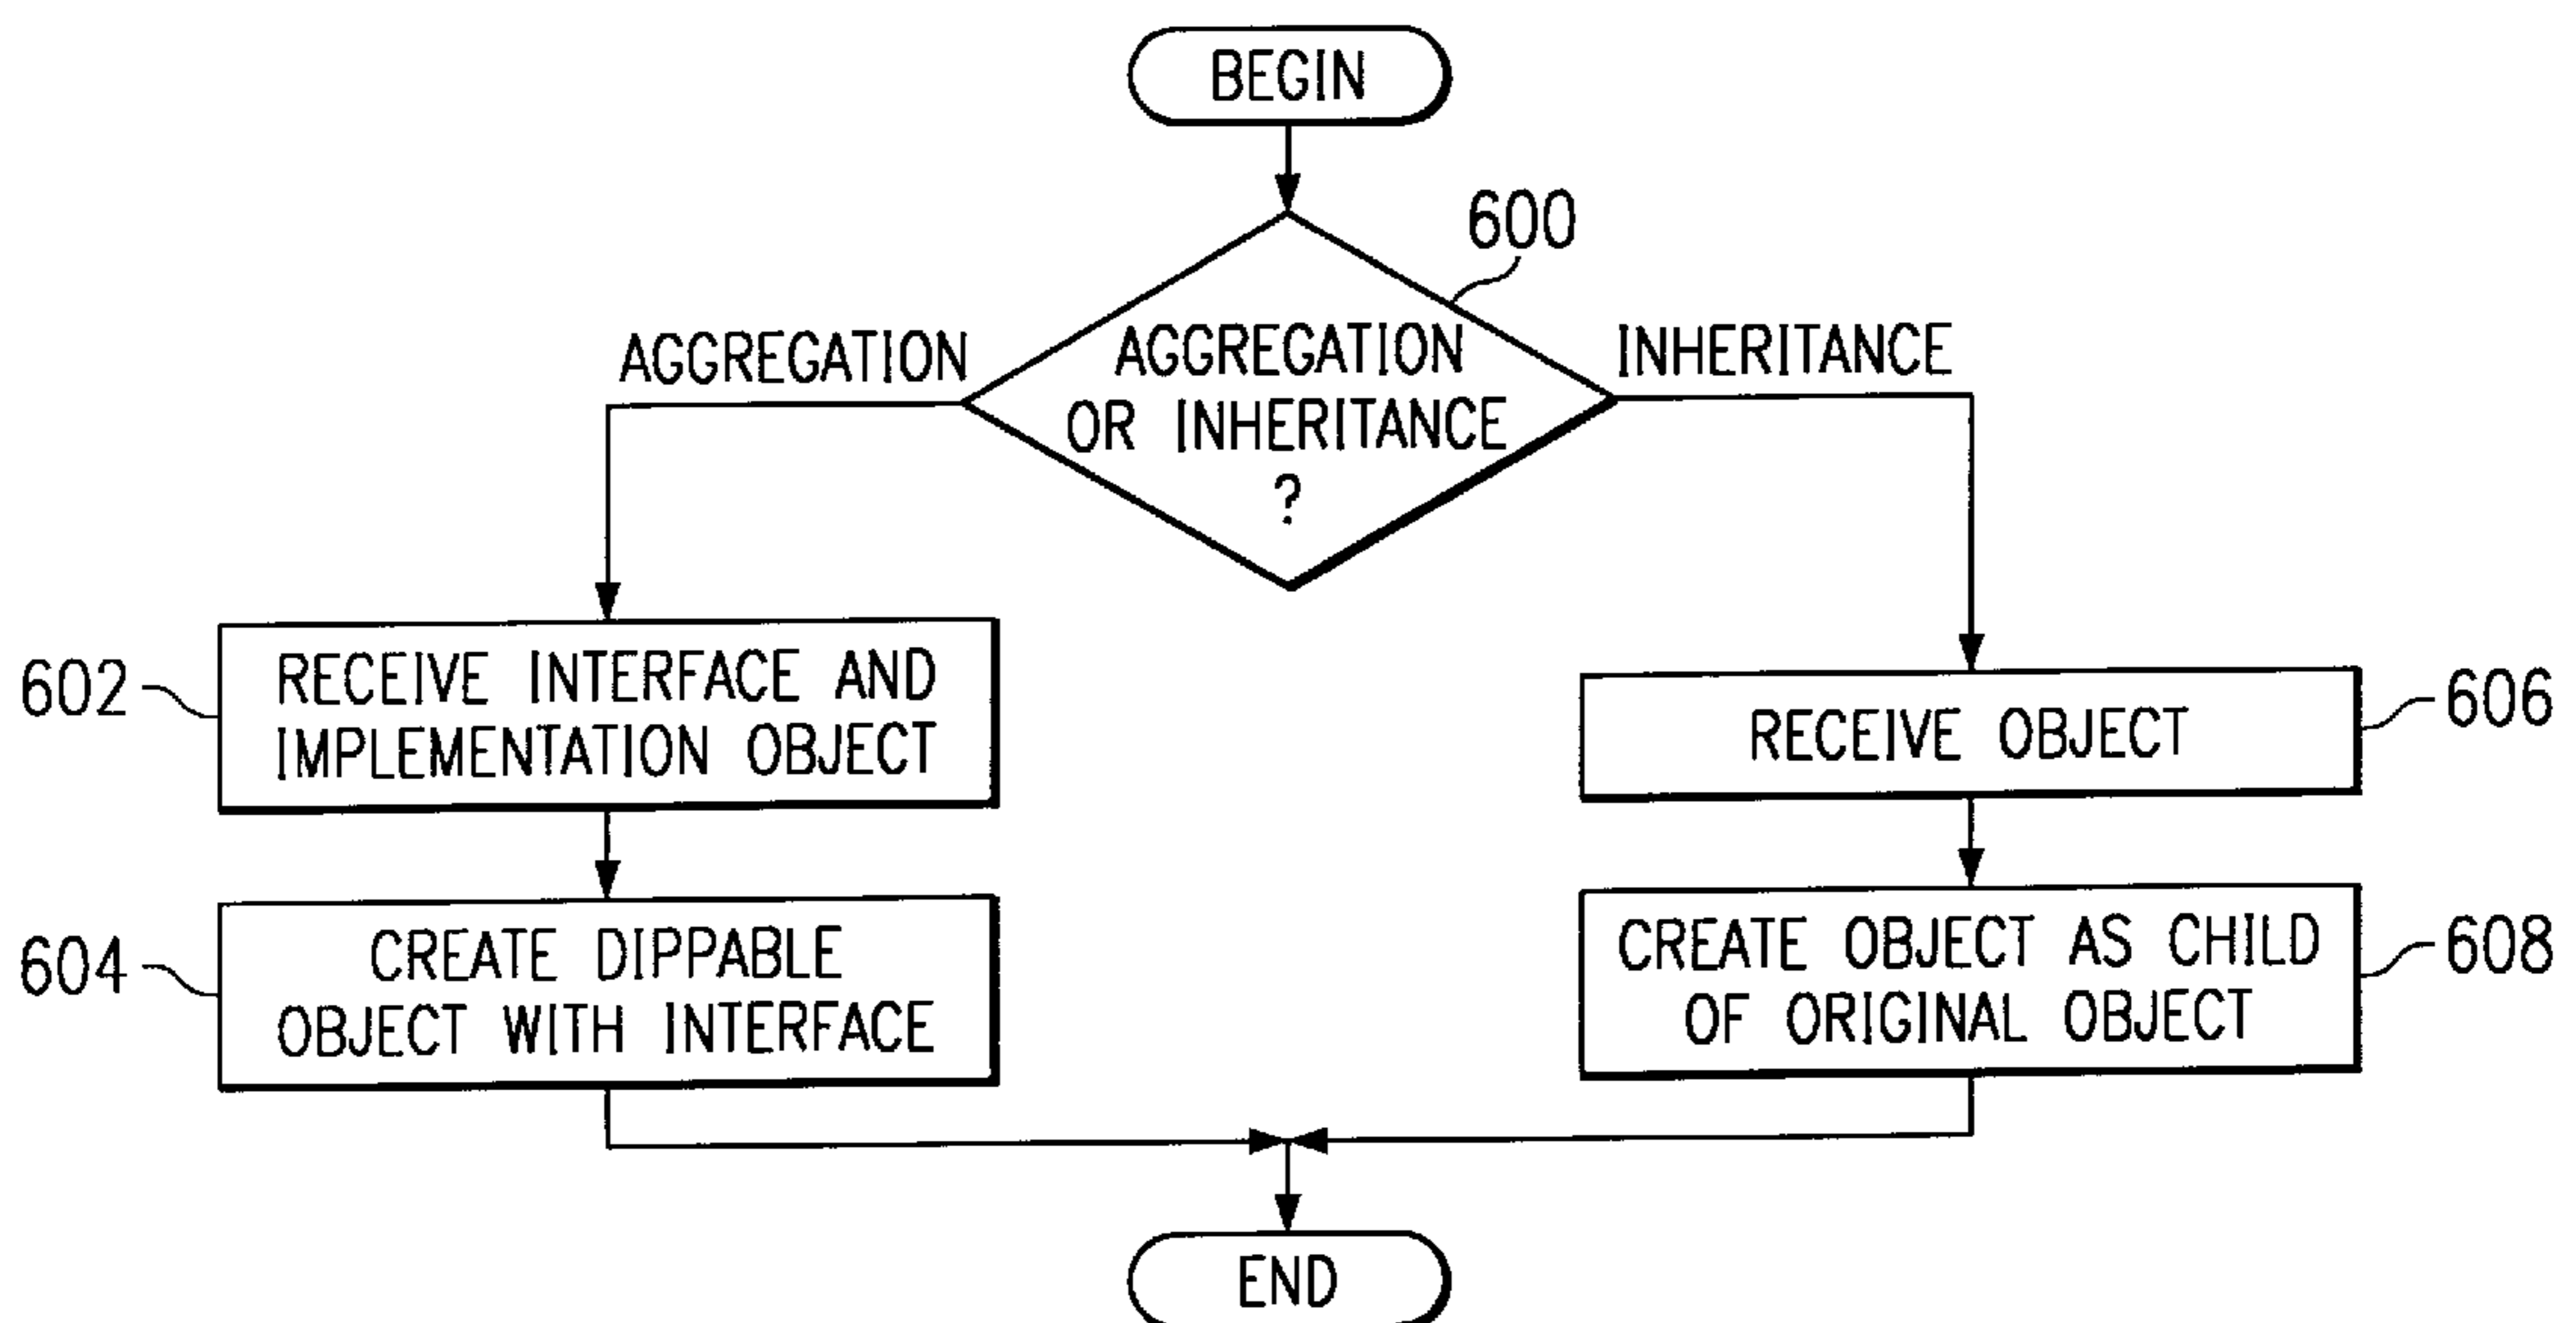 BEGIN
600
AGGREGATION
AGGREGATION
OR INHERITANCE
?
INHERITANCE
602
RECEIVE INTERFACE AND
IMPLEMENTATION OBJECT
604
CREATE DIPPABLE
OBJECT WITH INTERFACE
RECEIVE OBJECT
606
CREATE OBJECT AS CHILD
OF ORIGINAL OBJECT
608
END